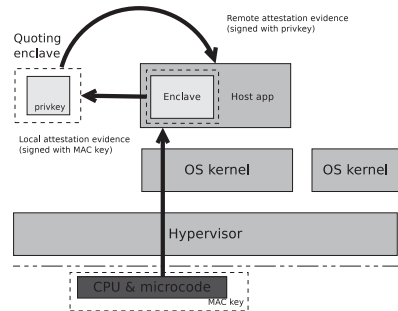 Remote attestation evidence
(signed with privkey)
Quoting
enclave
privkey
Enclave
Host app
Local attestation evidence
(signed with MAC key)
OS kernel
OS kernel
Hypervisor
CPU & microcode
MAC key